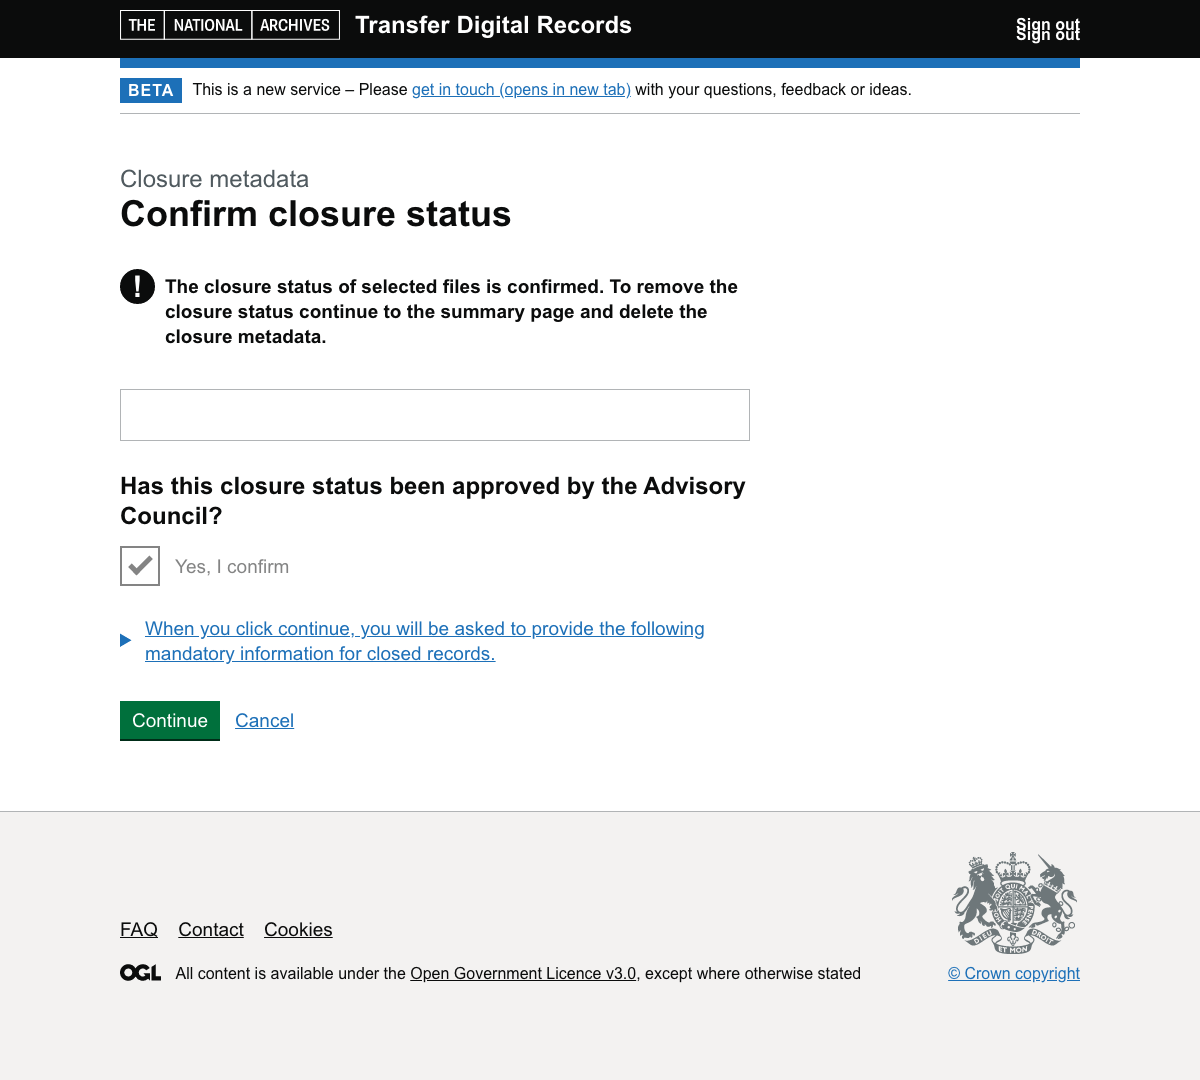 THE NATIONAL ARCHIVES Transfer Digital Records
Sign out
Sign out
BETA This is a new service – Please get in touch (opens in new tab) with your questions, feedback or ideas.
Closure metadata
Confirm closure status
! The closure status of selected files is confirmed. To remove the
closure status continue to the summary page and delete the
closure metadata.
Has this closure status been approved by the Advisory
Council?
Yes, I confirm
When you click continue, you will be asked to provide the following
mandatory information for closed records.
Continue Cancel
FAQ Contact Cookies
DIEU ET MON DROIT
OGL All content is available under the Open Government Licence v3.0, except where otherwise stated
© Crown copyright